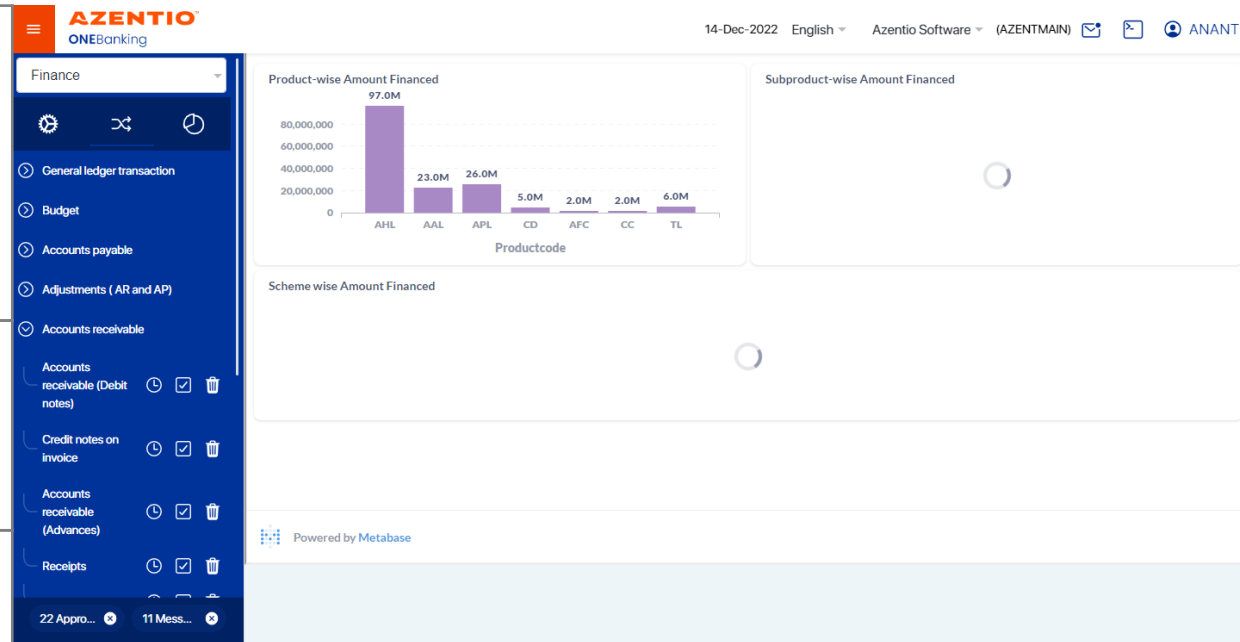 AZENTIO™
ONEBanking
14-Dec-2022 English Azentio Software (AZENTMAIN) ANANT
Finance
General ledger transaction
Budget
Accounts payable
Adjustments ( AR and AP)
Accounts receivable
Accounts
receivable (Debit
notes)
Credit notes on
invoice
Accounts
receivable
(Advances)
Receipts
22 Appro...
11 Mess...
Product-wise Amount Financed
97.0M
80,000,000
60,000,000
40,000,000
20,000,000
0
23.0M
26.0M
5.0M
2.0M
2.0M
6.0M
AHL AAL APL CD AFC CC TL
Productcode
Subproduct-wise Amount Financed
Scheme wise Amount Financed
Powered by Metabase